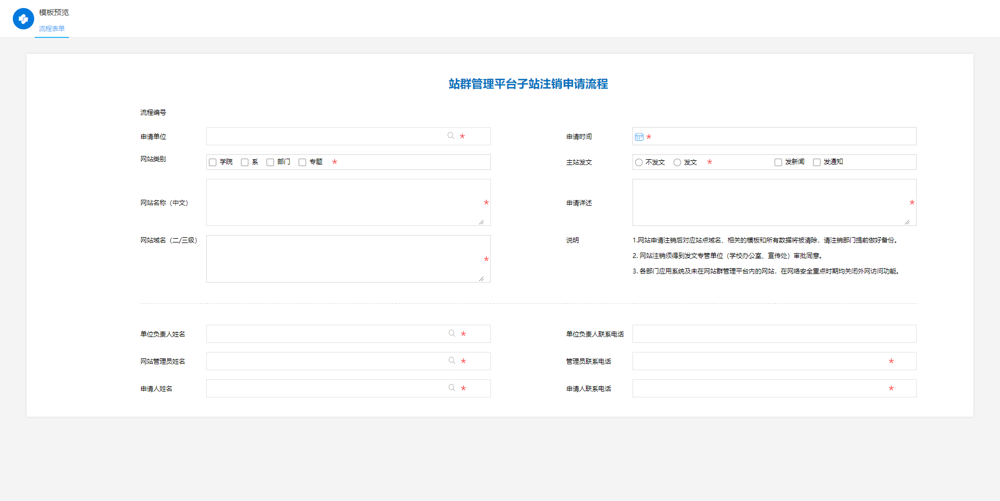 模板预览
流程表单
站群管理平台子站注销申请流程
流程编号
申请单位 * 申请时间 *
网站类别 学院 系 部门 专题 * 主站发文 不发文 发文 * 发新闻 发通知
网站名称（中文） * 申请详述 *
网站域名（二/三级） * 说明 1.网站申请注销后对应站点域名、相关的模板和所有数据将被清除，请注销部门提前做好备份。
2. 网站注销须得到发文专管单位（学校办公室、宣传处）审批同意。
3. 各部门应用系统及未在网站群管理平台内的网站，在网络安全重点时期均关闭外网访问功能。
单位负责人姓名 * 单位负责人联系电话
网站管理员姓名 * 管理员联系电话 *
申请人姓名 * 申请人联系电话 *